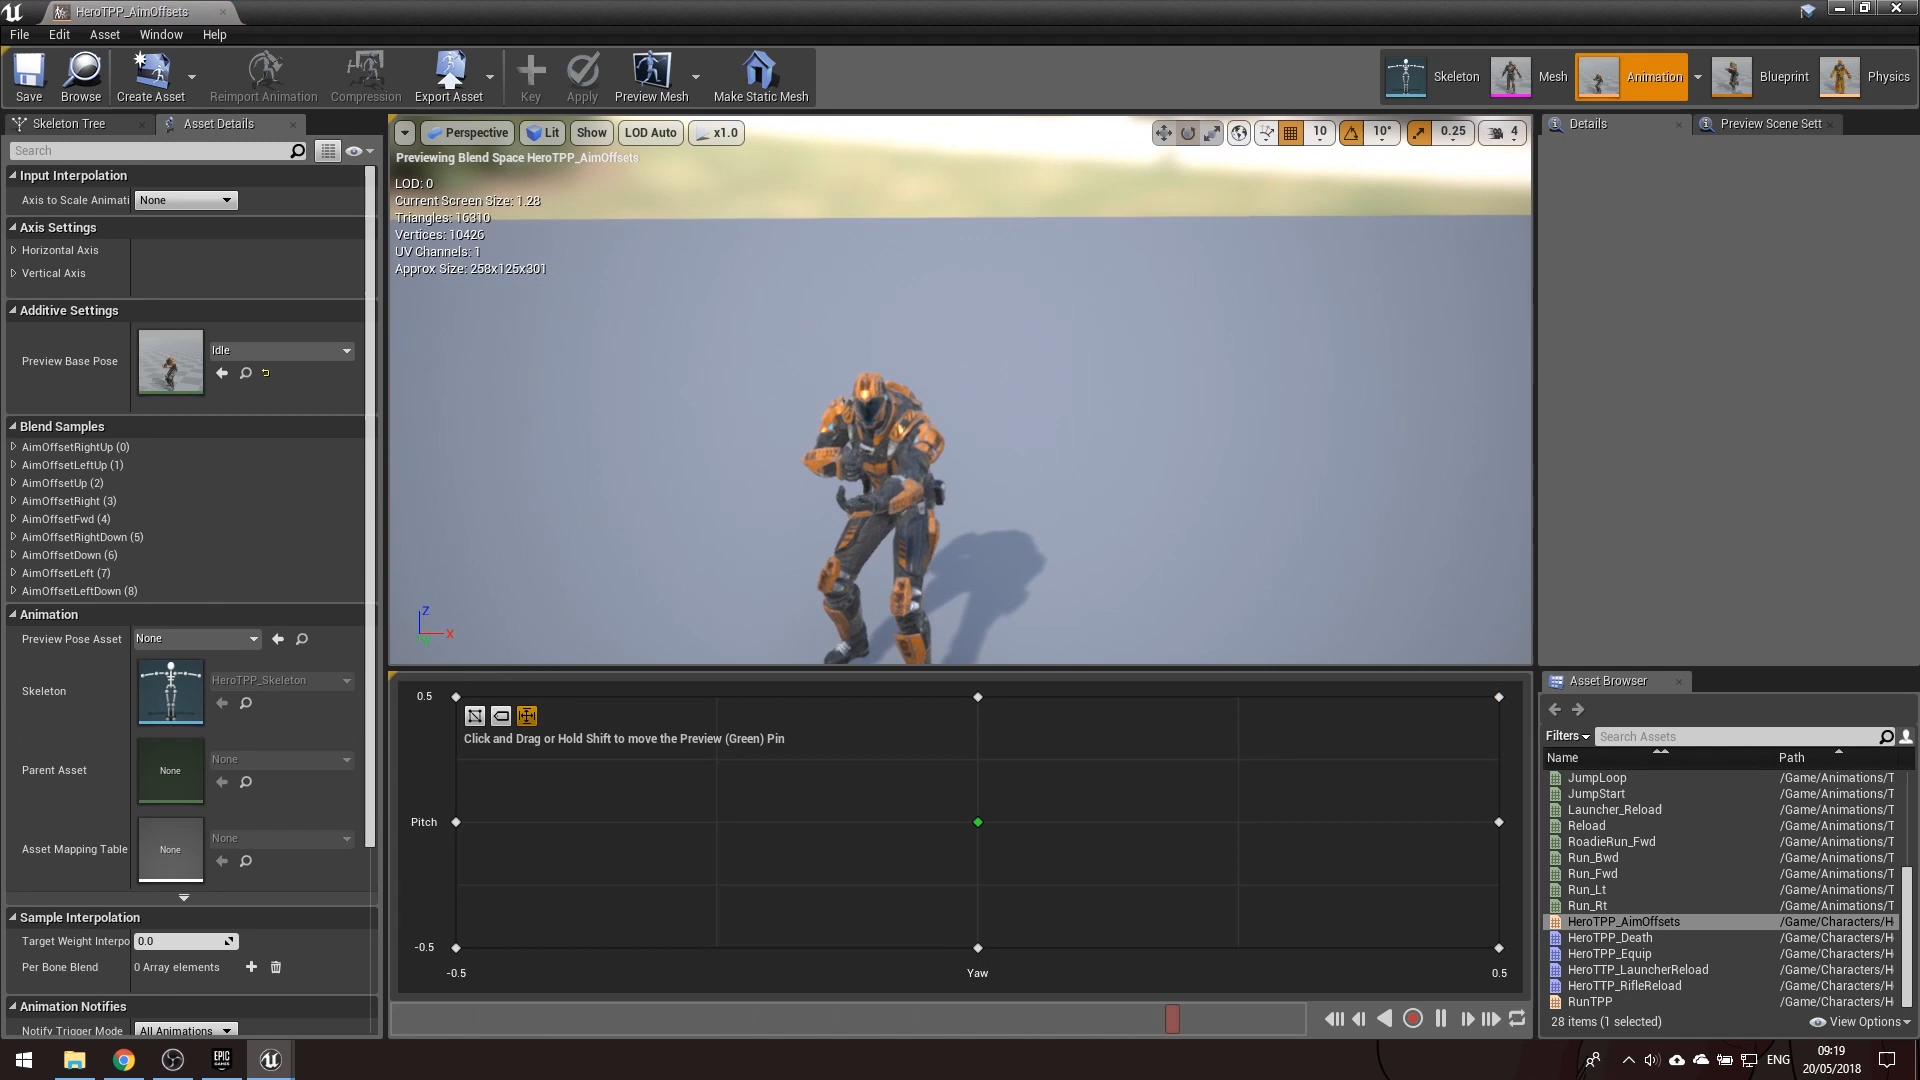 HeroTPP_AimOffsets
File Edit Asset Window Help
Save Browse Create Asset Reimport Animation Compression Export Asset Key Apply Preview Mesh Make Static Mesh Skeleton Mesh Animation Blueprint Physics
Skeleton Tree Asset Details
Search
Input Interpolation
Axis to Scale Animati None
Axis Settings
Horizontal Axis
Vertical Axis
Additive Settings
Preview Base Pose Idle
Blend Samples
AimOffsetRightUp (0)
AimOffsetLeftUp (1)
AimOffsetUp (2)
AimOffsetRight (3)
AimOffsetFwd (4)
AimOffsetRightDown (5)
AimOffsetDown (6)
AimOffsetLeft (7)
AimOffsetLeftDown (8)
Animation
Preview Pose Asset None
Skeleton HeroTPP_Skeleton
Parent Asset None None
Asset Mapping Table None None
Sample Interpolation
Target Weight Interpo 0.0
Per Bone Blend 0 Array elements
Animation Notifies
Notify Trigger Mode All Animations
Perspective Lit Show LOD Auto x1.0 10 10° 0.25 4
Previewing Blend Space HeroTPP_AimOffsets
LOD: 0
Current Screen Size: 1.28
Triangles: 16310
Vertices: 10426
UV Channels: 1
Approx Size: 258x125x301
Z
X
0.5
Click and Drag or Hold Shift to move the Preview (Green) Pin
Pitch
-0.5
-0.5 Yaw 0.5
Details Preview Scene Sett
Asset Browser
Filters Search Assets
Name Path
JumpLoop /Game/Animations/T
JumpStart /Game/Animations/T
Launcher_Reload /Game/Animations/T
Reload /Game/Animations/T
RoadieRun_Fwd /Game/Animations/T
Run_Bwd /Game/Animations/T
Run_Fwd /Game/Animations/T
Run_Lt /Game/Animations/T
Run_Rt /Game/Animations/T
HeroTPP_AimOffsets /Game/Characters/H
HeroTPP_Death /Game/Characters/H
HeroTPP_Equip /Game/Characters/H
HeroTTP_LauncherReload /Game/Characters/H
HeroTTP_RifleReload /Game/Characters/H
RunTPP /Game/Characters/H
28 items (1 selected) View Options
EPIC GAMES
ENG
09:19
20/05/2018